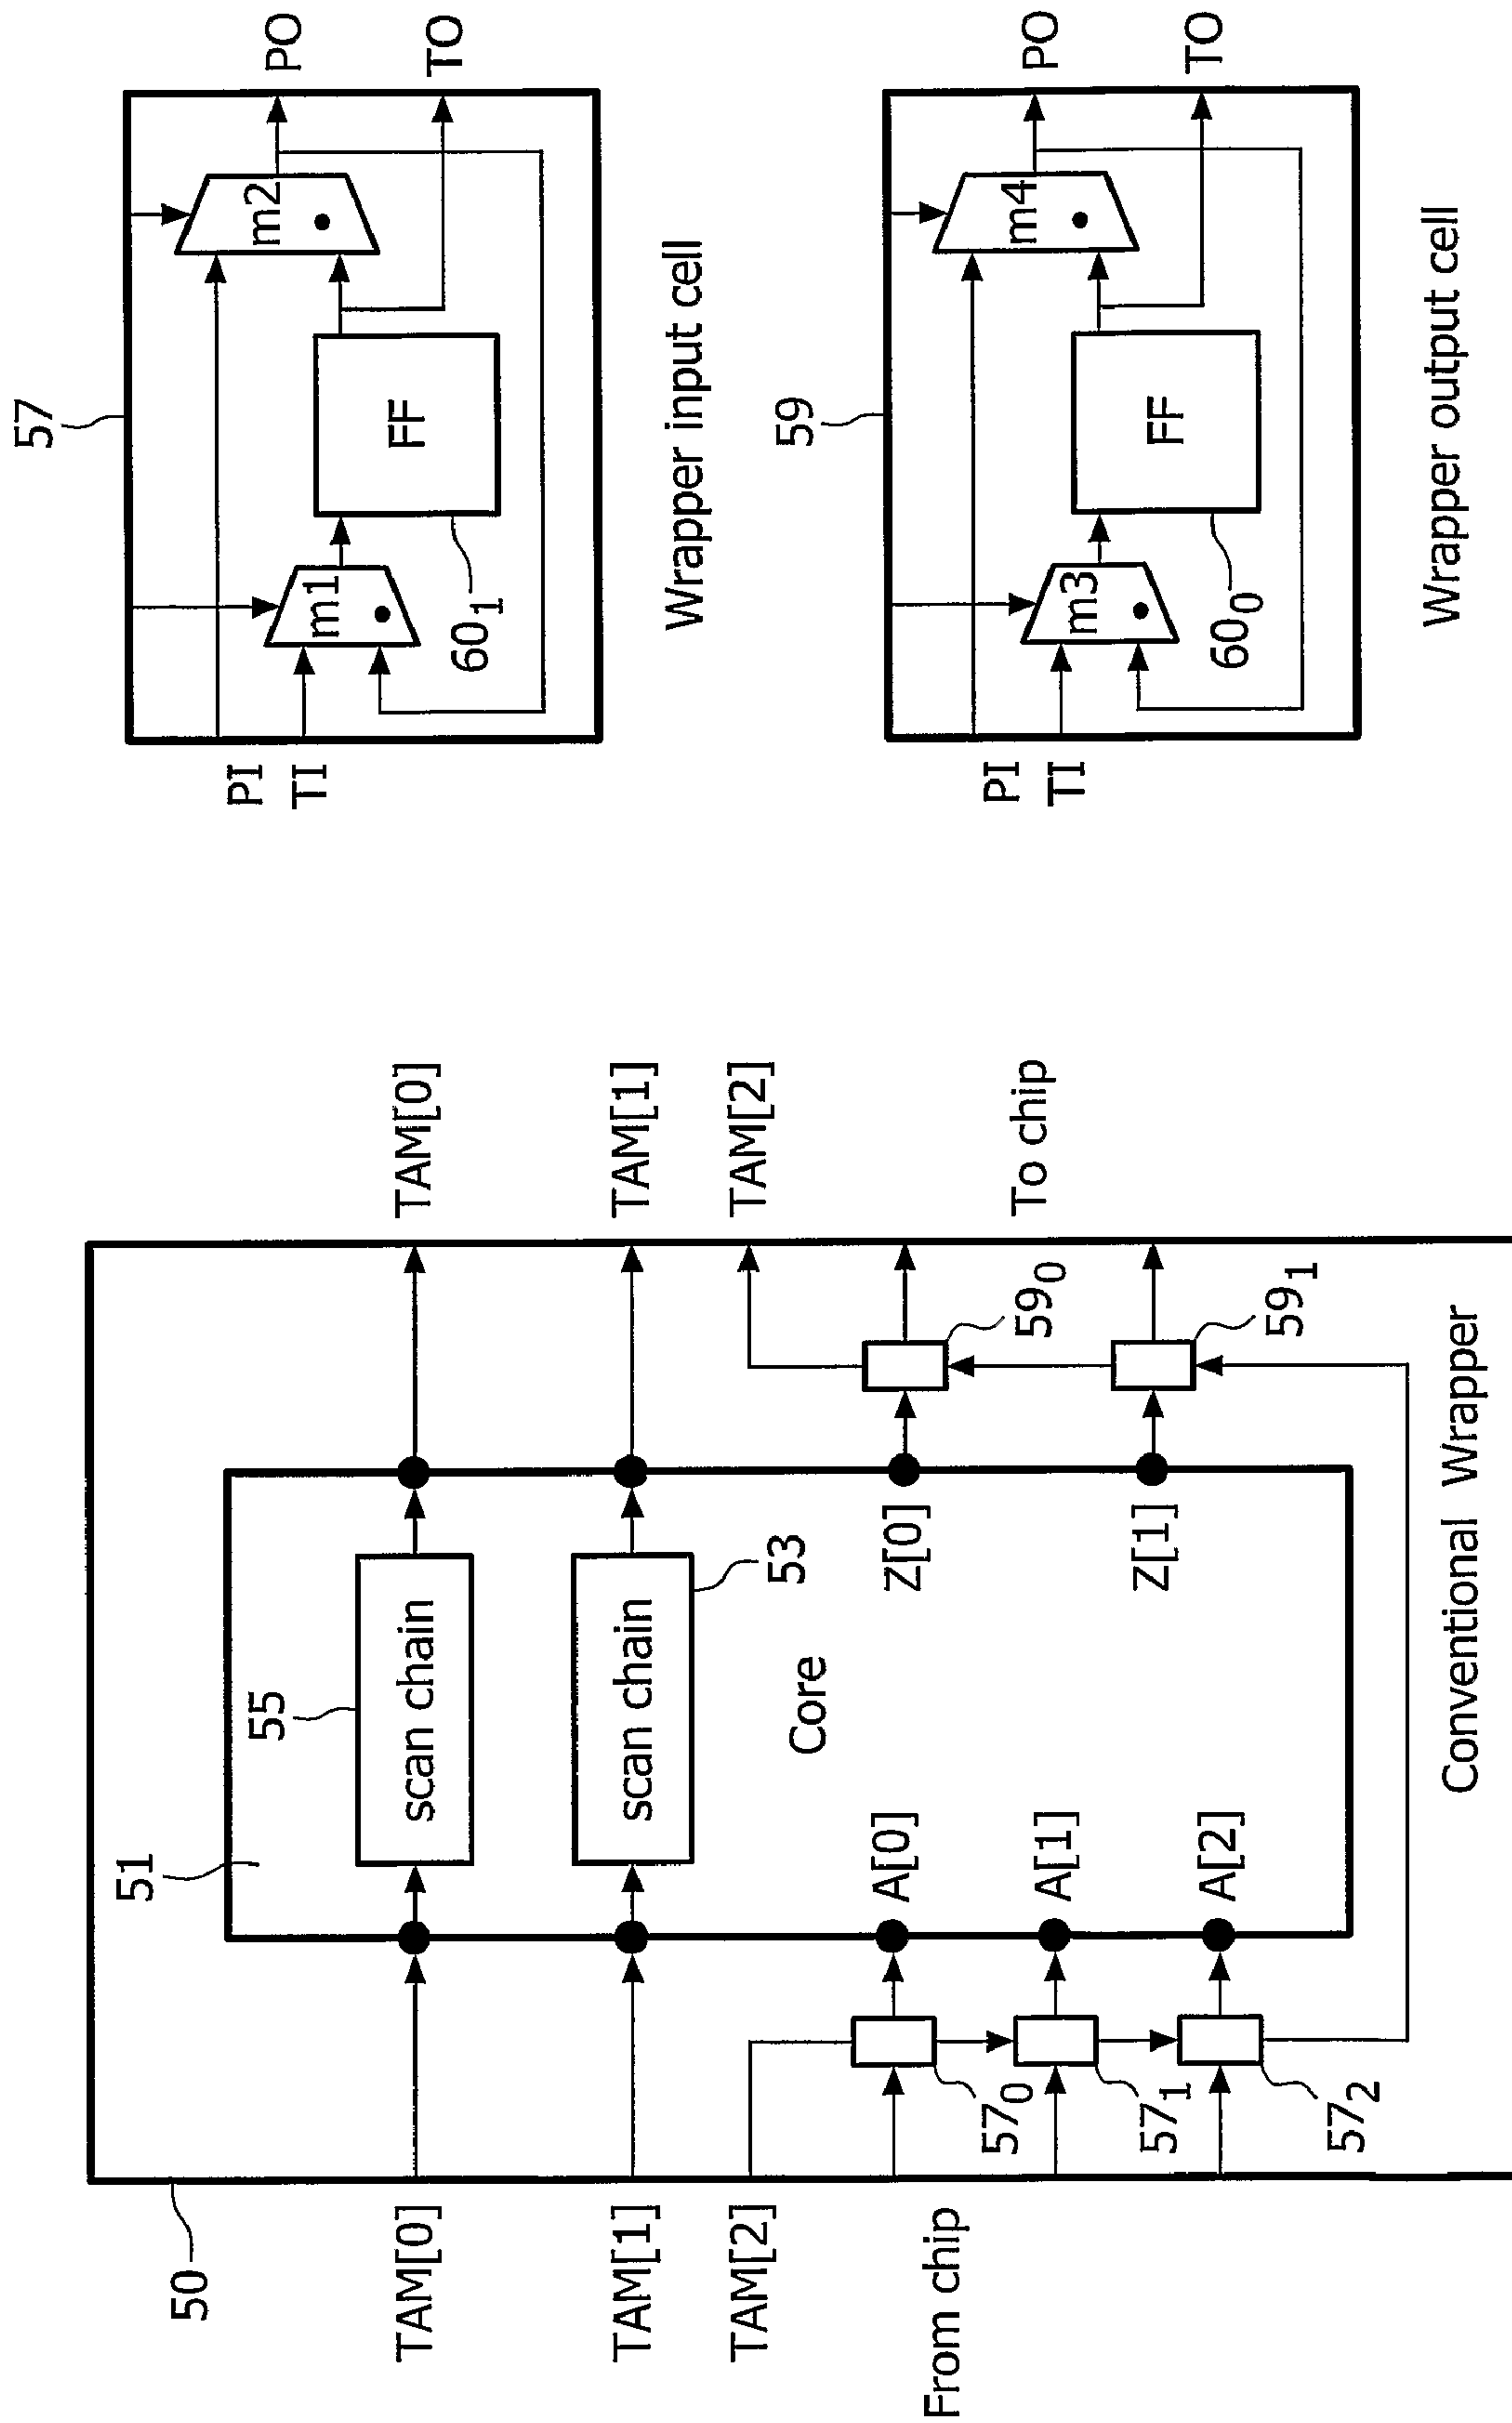 50
51
55
TAM[0]
scan chain
TAM[0]
TAM[1]
scan chain
53
TAM[1]
TAM[2]
Core
TAM[2]
From chip
A[0]
Z[0]
To chip
57₀
59₀
A[1]
Z[1]
57₁
59₁
A[2]
57₂
Conventional Wrapper
57
PI
TI
m1
FF
m2
PO
TO
60₁
Wrapper input cell
59
PI
TI
m3
FF
m4
PO
TO
60₀
Wrapper output cell